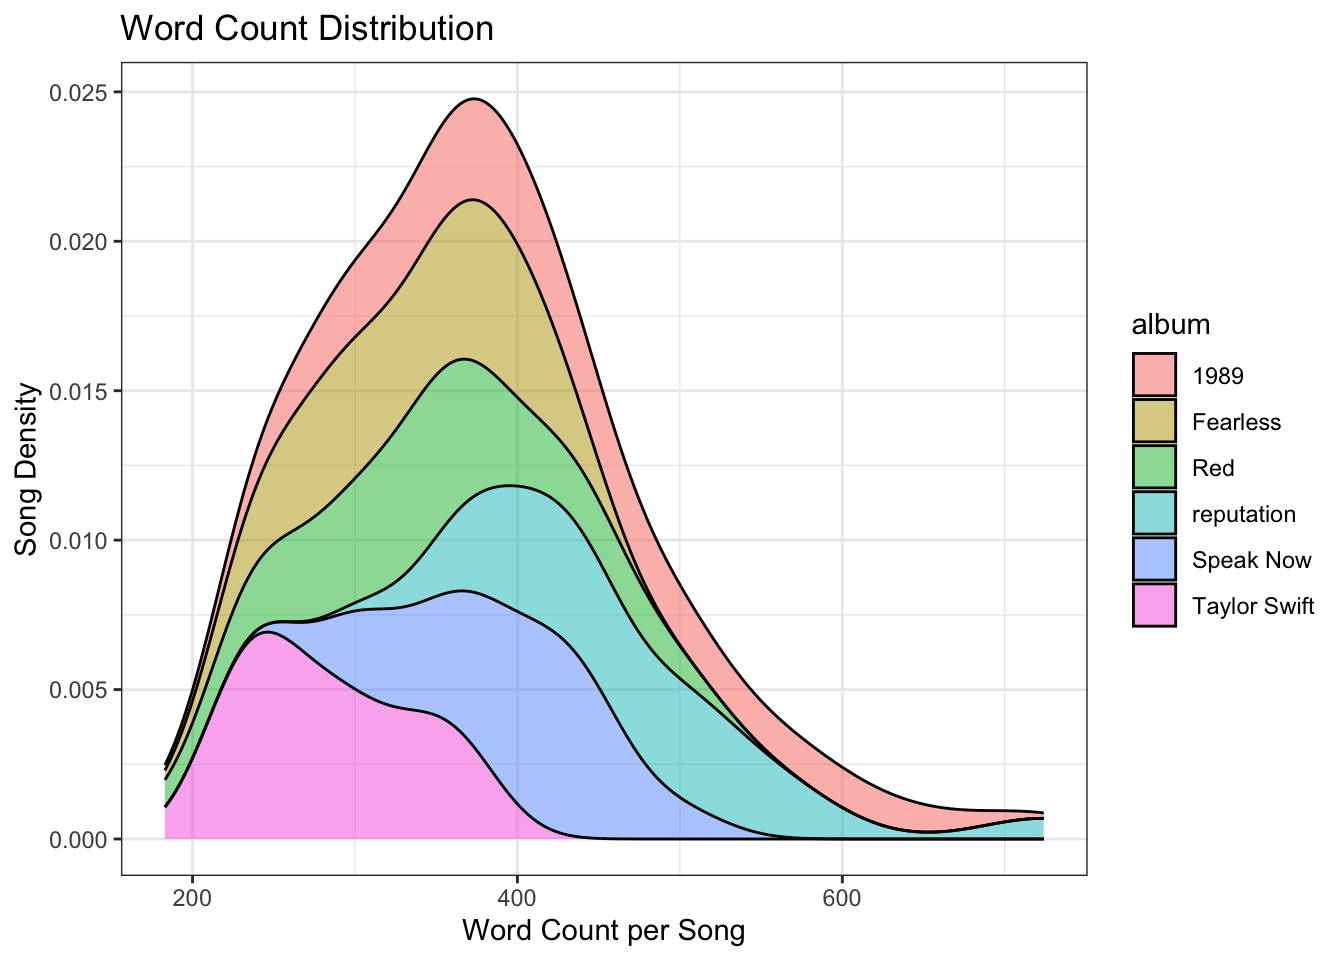 Word Count Distribution
Song Density
0.025
0.020
0.015
0.010
0.005
0.000
200 400 600
Word Count per Song
album
1989
Fearless
Red
reputation
Speak Now
Taylor Swift